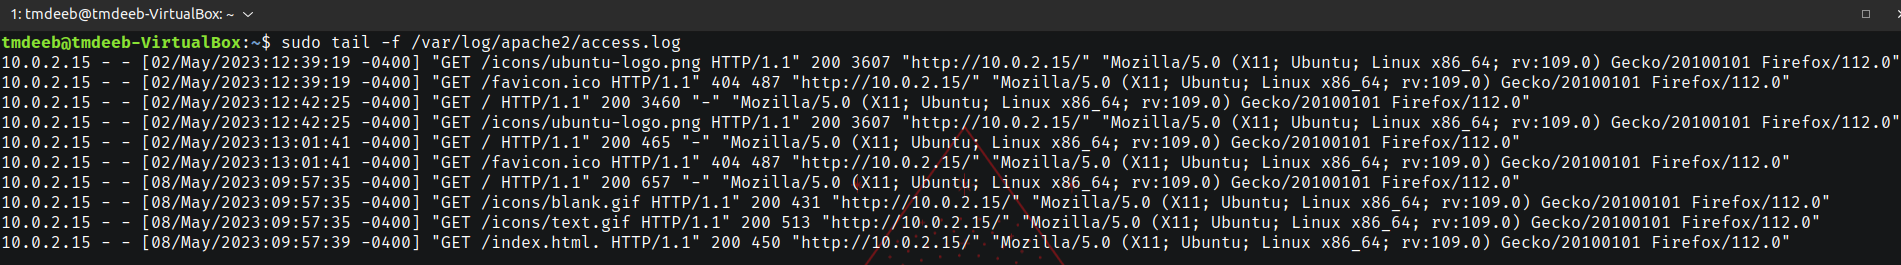 1: tmdeeb@tmdeeb-VirtualBox: ~
tmdeeb@tmdeeb-VirtualBox:~$ sudo tail -f /var/log/apache2/access.log
10.0.2.15 - - [02/May/2023:12:39:19 -0400] "GET /icons/ubuntu-logo.png HTTP/1.1" 200 3607 "http://10.0.2.15/" "Mozilla/5.0 (X11; Ubuntu; Linux x86_64; rv:109.0) Gecko/20100101 Firefox/112.0"
10.0.2.15 - - [02/May/2023:12:39:19 -0400] "GET /favicon.ico HTTP/1.1" 404 487 "http://10.0.2.15/" "Mozilla/5.0 (X11; Ubuntu; Linux x86_64; rv:109.0) Gecko/20100101 Firefox/112.0"
10.0.2.15 - - [02/May/2023:12:42:25 -0400] "GET / HTTP/1.1" 200 3460 "-" "Mozilla/5.0 (X11; Ubuntu; Linux x86_64; rv:109.0) Gecko/20100101 Firefox/112.0"
10.0.2.15 - - [02/May/2023:12:42:25 -0400] "GET /icons/ubuntu-logo.png HTTP/1.1" 200 3607 "http://10.0.2.15/" "Mozilla/5.0 (X11; Ubuntu; Linux x86_64; rv:109.0) Gecko/20100101 Firefox/112.0"
10.0.2.15 - - [02/May/2023:13:01:41 -0400] "GET / HTTP/1.1" 200 465 "-" "Mozilla/5.0 (X11; Ubuntu; Linux x86_64; rv:109.0) Gecko/20100101 Firefox/112.0"
10.0.2.15 - - [02/May/2023:13:01:41 -0400] "GET /favicon.ico HTTP/1.1" 404 487 "http://10.0.2.15/" "Mozilla/5.0 (X11; Ubuntu; Linux x86_64; rv:109.0) Gecko/20100101 Firefox/112.0"
10.0.2.15 - - [08/May/2023:09:57:35 -0400] "GET / HTTP/1.1" 200 657 "-" "Mozilla/5.0 (X11; Ubuntu; Linux x86_64; rv:109.0) Gecko/20100101 Firefox/112.0"
10.0.2.15 - - [08/May/2023:09:57:35 -0400] "GET /icons/blank.gif HTTP/1.1" 200 431 "http://10.0.2.15/" "Mozilla/5.0 (X11; Ubuntu; Linux x86_64; rv:109.0) Gecko/20100101 Firefox/112.0"
10.0.2.15 - - [08/May/2023:09:57:35 -0400] "GET /icons/text.gif HTTP/1.1" 200 513 "http://10.0.2.15/" "Mozilla/5.0 (X11; Ubuntu; Linux x86_64; rv:109.0) Gecko/20100101 Firefox/112.0"
10.0.2.15 - - [08/May/2023:09:57:39 -0400] "GET /index.html. HTTP/1.1" 200 450 "http://10.0.2.15/" "Mozilla/5.0 (X11; Ubuntu; Linux x86_64; rv:109.0) Gecko/20100101 Firefox/112.0"